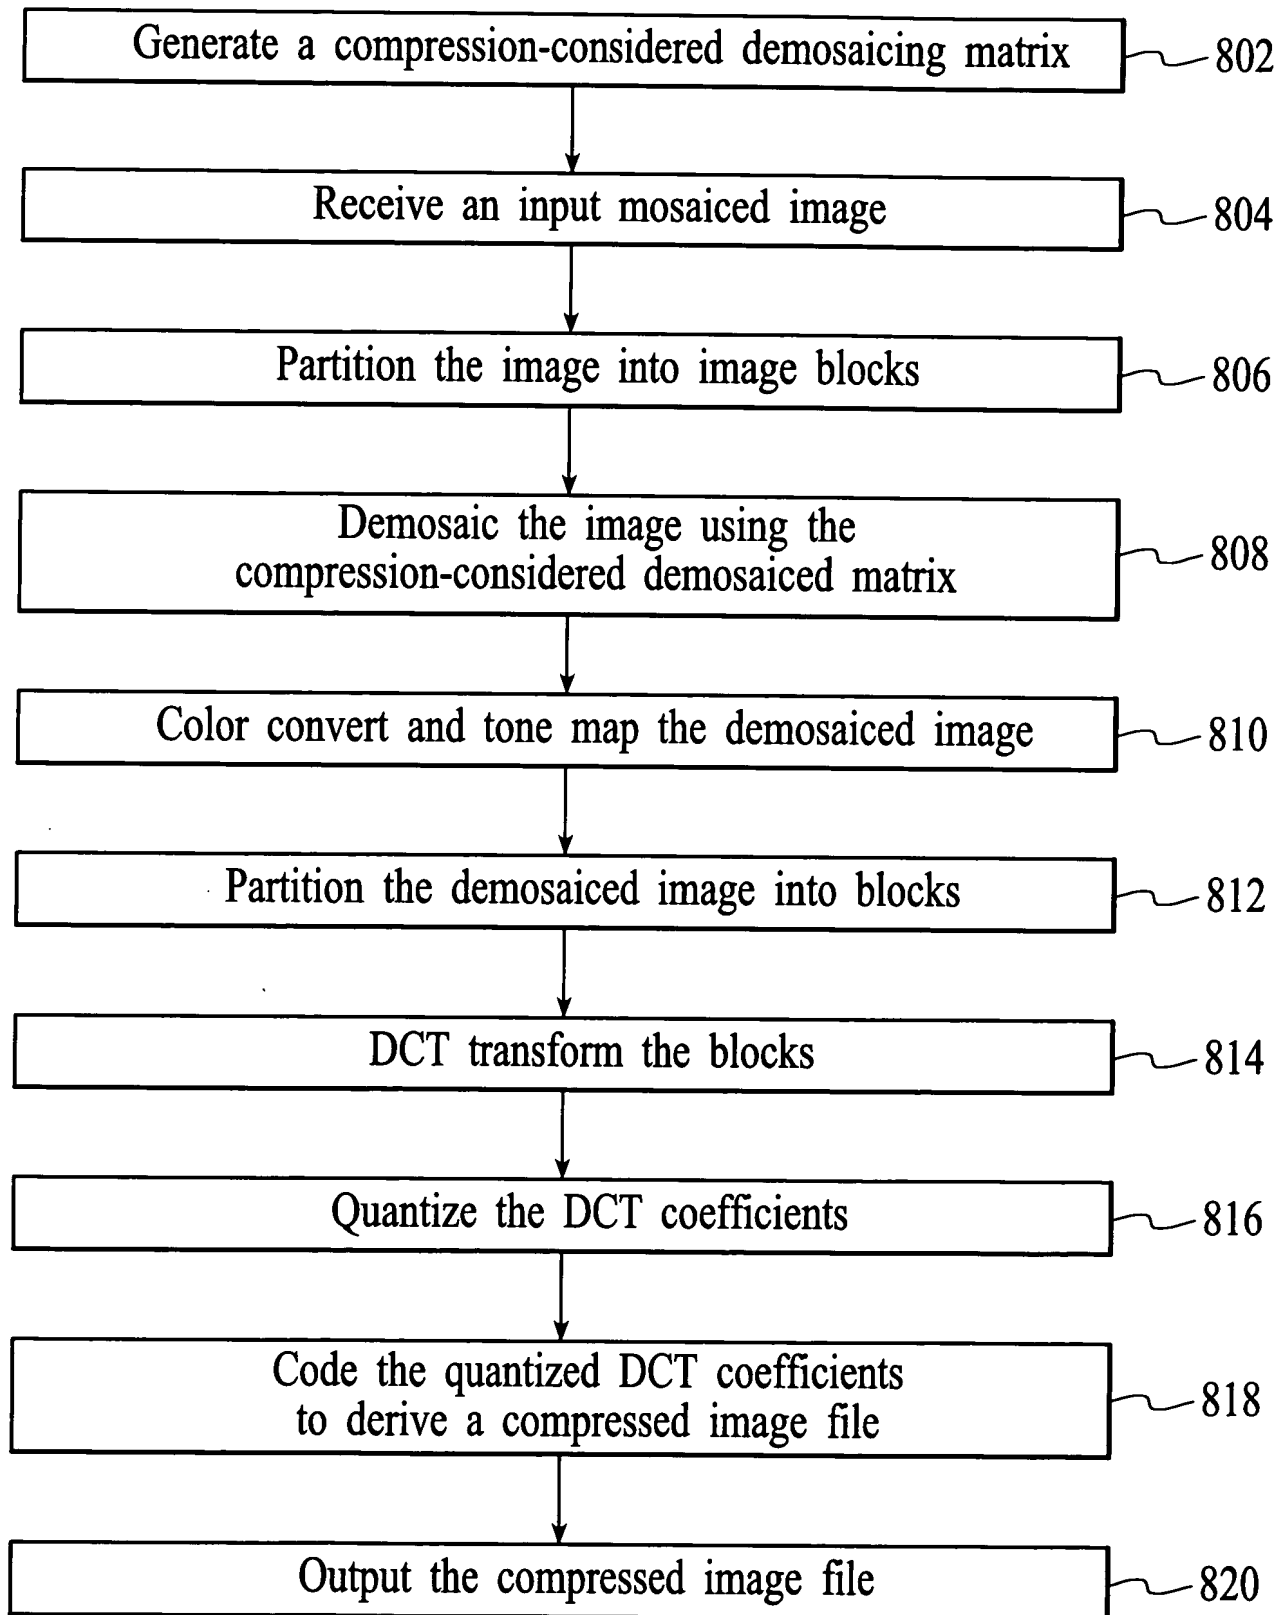 Generate a compression-considered demosaicing matrix
802
Receive an input mosaiced image
804
Partition the image into image blocks
806
Demosaic the image using the
compression-considered demosaiced matrix
808
Color convert and tone map the demosaiced image
810
Partition the demosaiced image into blocks
812
DCT transform the blocks
814
Quantize the DCT coefficients
816
Code the quantized DCT coefficients
to derive a compressed image file
818
Output the compressed image file
820